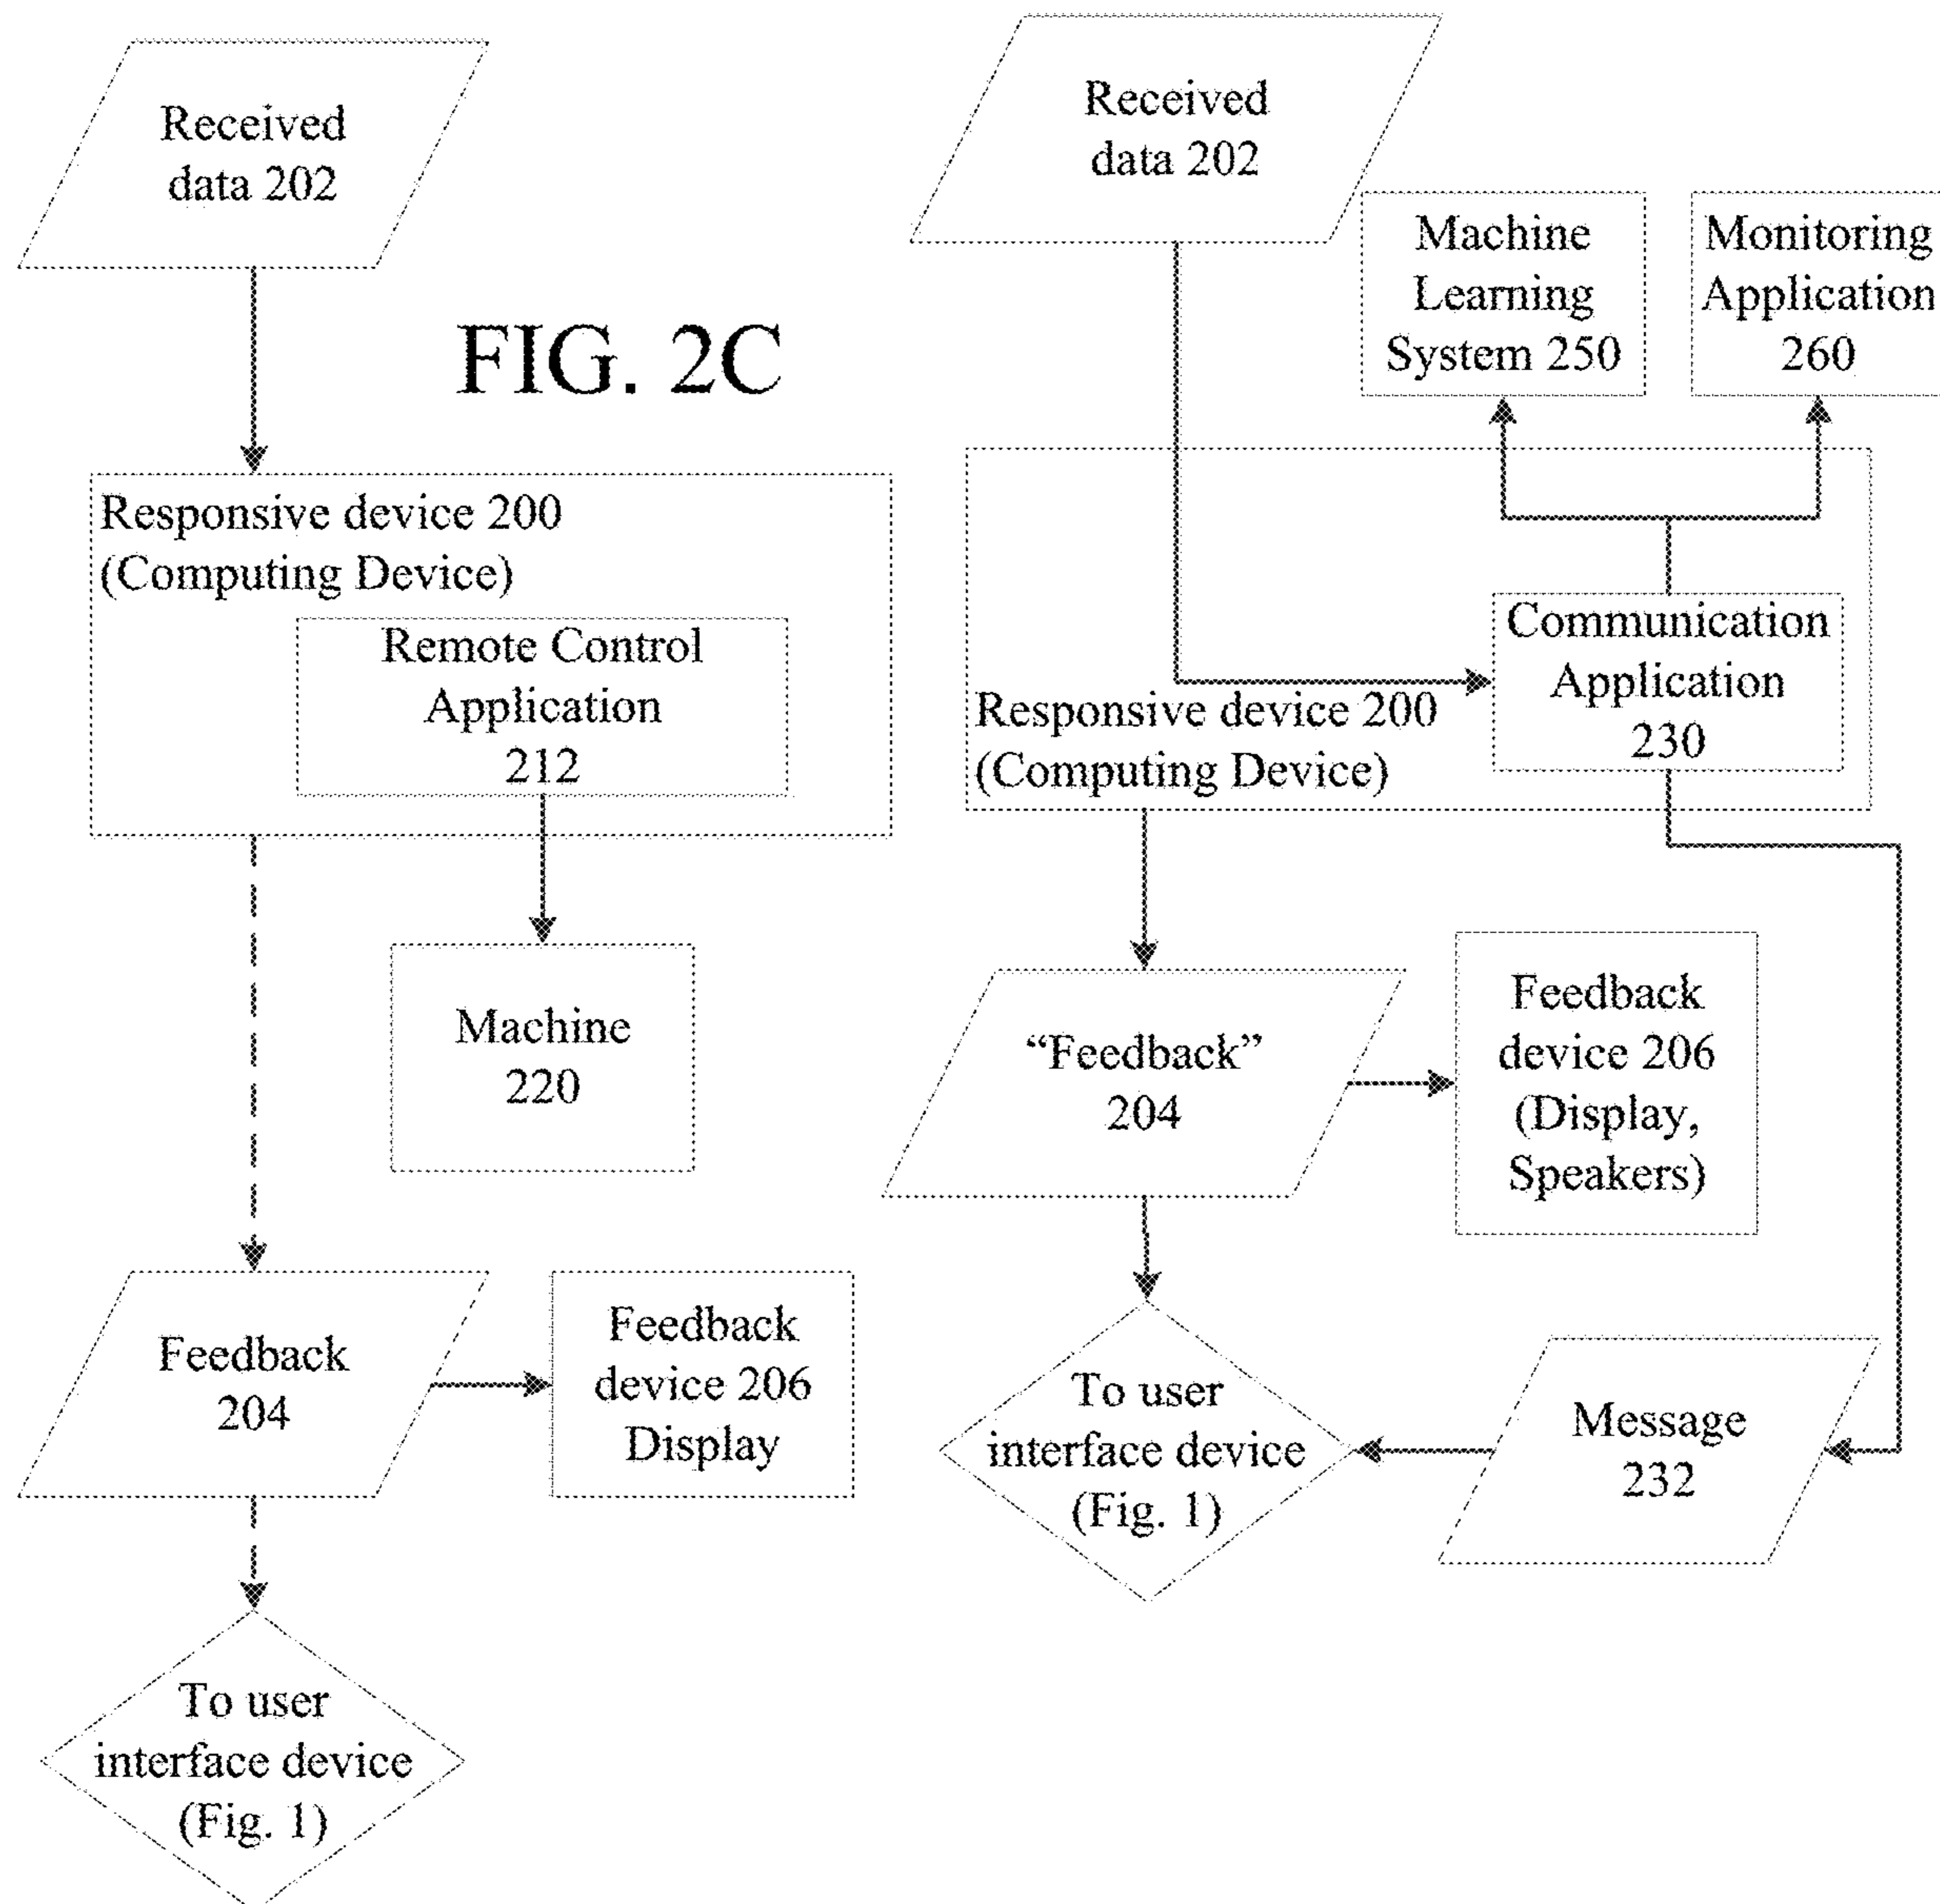 Received
data 202
FIG. 2C
Responsive device 200
(Computing Device)
Remote Control
Application
212
Machine
220
Feedback
204
Feedback
device 206
Display
To user
interface device
(Fig. 1)
Received
data 202
Machine
Learning
System 250
Monitoring
Application
260
Communication
Application
230
Responsive device 200
(Computing Device)
“Feedback”
204
Feedback
device 206
(Display,
Speakers)
To user
interface device
(Fig. 1)
Message
232